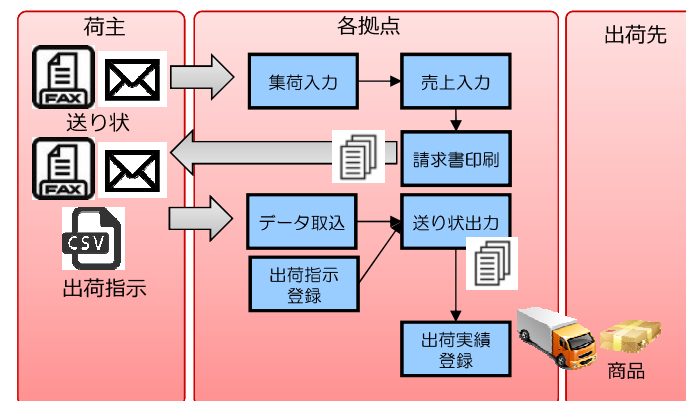 荷主
各拠点
出荷先
FAX
集荷入力
売上入力
送り状
請求書印刷
FAX
データ取込
送り状出力
CSV
出荷指示
出荷指示
登録
出荷実績
登録
商品